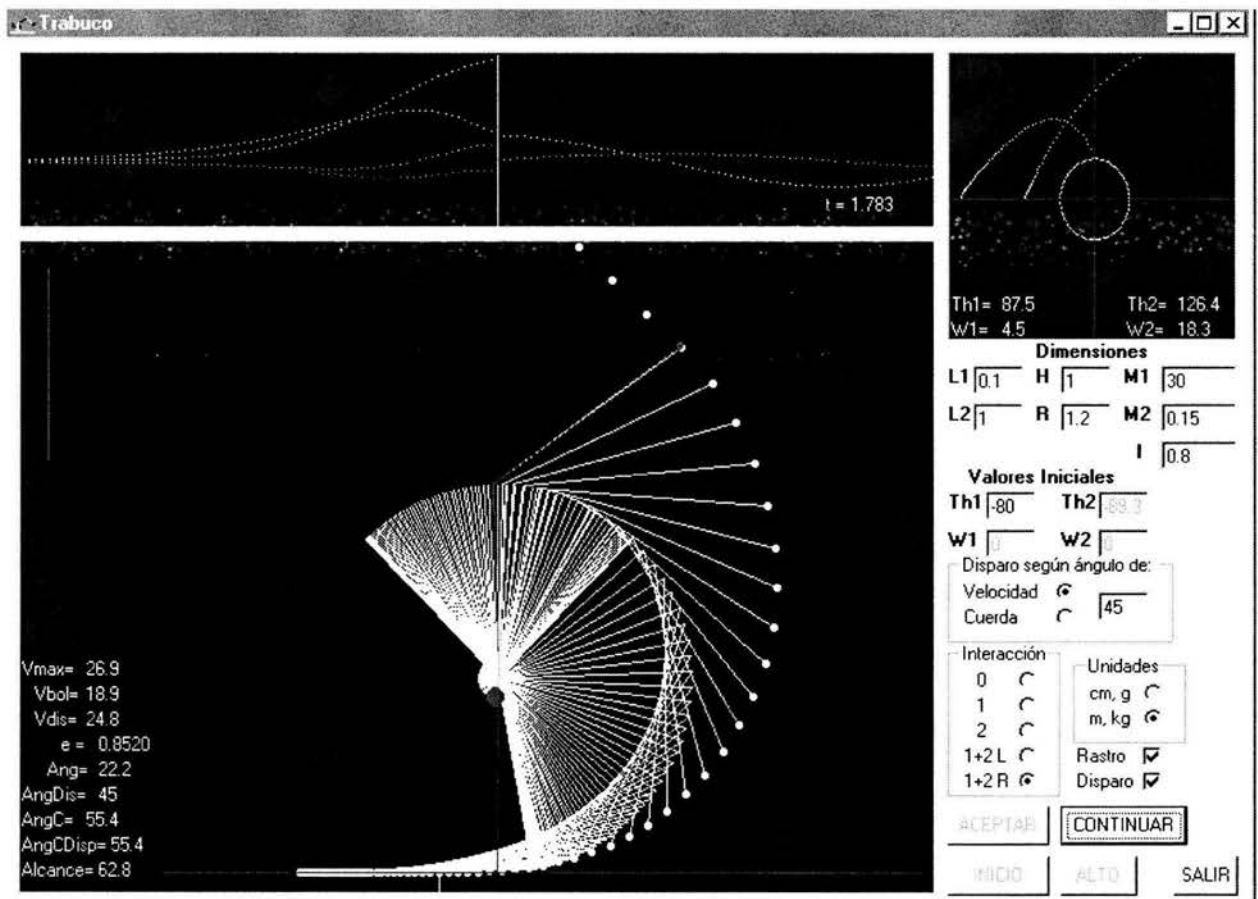 Trabuco
t = 1.783
Th1= 87.5 Th2= 126.4
W1= 4.5 W2= 18.3
Dimensiones
L1 0.1 H 1 M1 30
L2 1 R 1.2 M2 0.15
I 0.8
Valores Iniciales
Th1 -80 Th2 -89.3
W1 0 W2 0
Disparo según ángulo de:
Velocidad
Cuerda
45
Interacción
0
1
2
1+2 L
1+2 R
Unidades
cm, g
m, kg
Rastro
Disparo
ACEPTAR CONTINUAR
INICIO ALTO SALIR
Vmax= 26.9
Vbol= 18.9
Vdis= 24.8
e = 0.8520
Ang= 22.2
AngDis= 45
AngC= 55.4
AngCDisp= 55.4
Alcance= 62.8